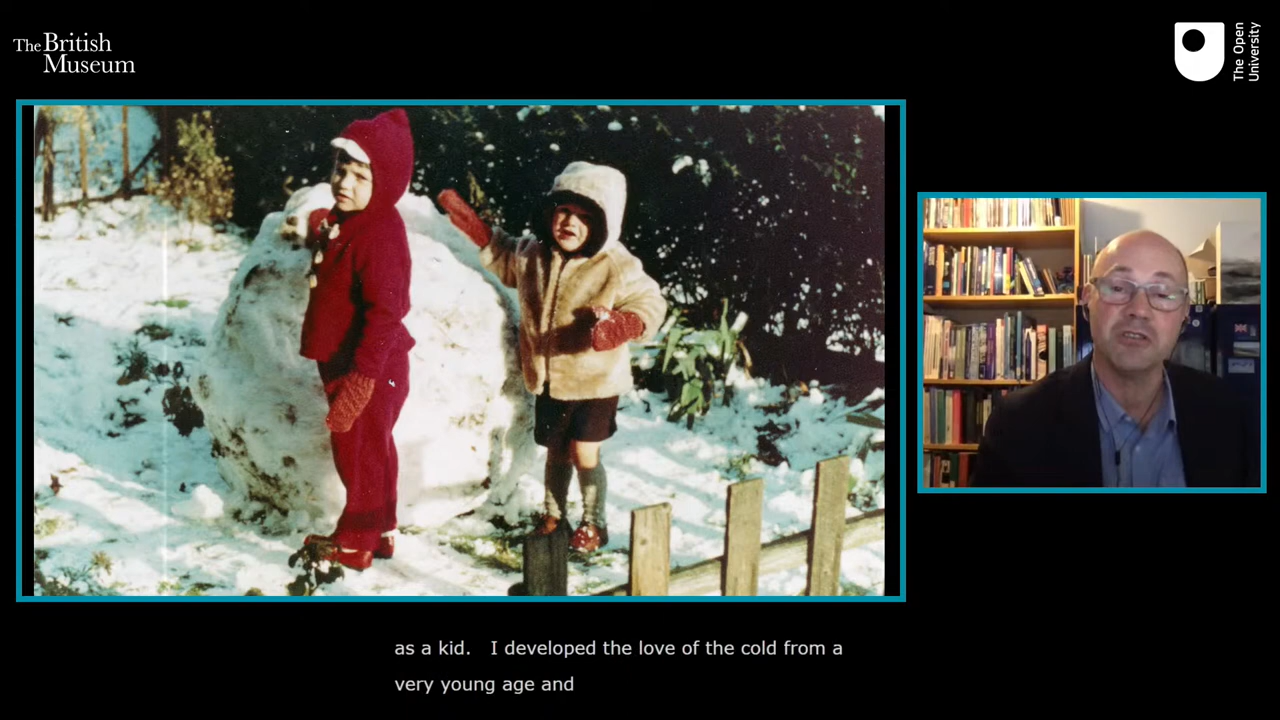 The British
Museum
The Open
University
as a kid.   I developed the love of the cold from a
very young age and